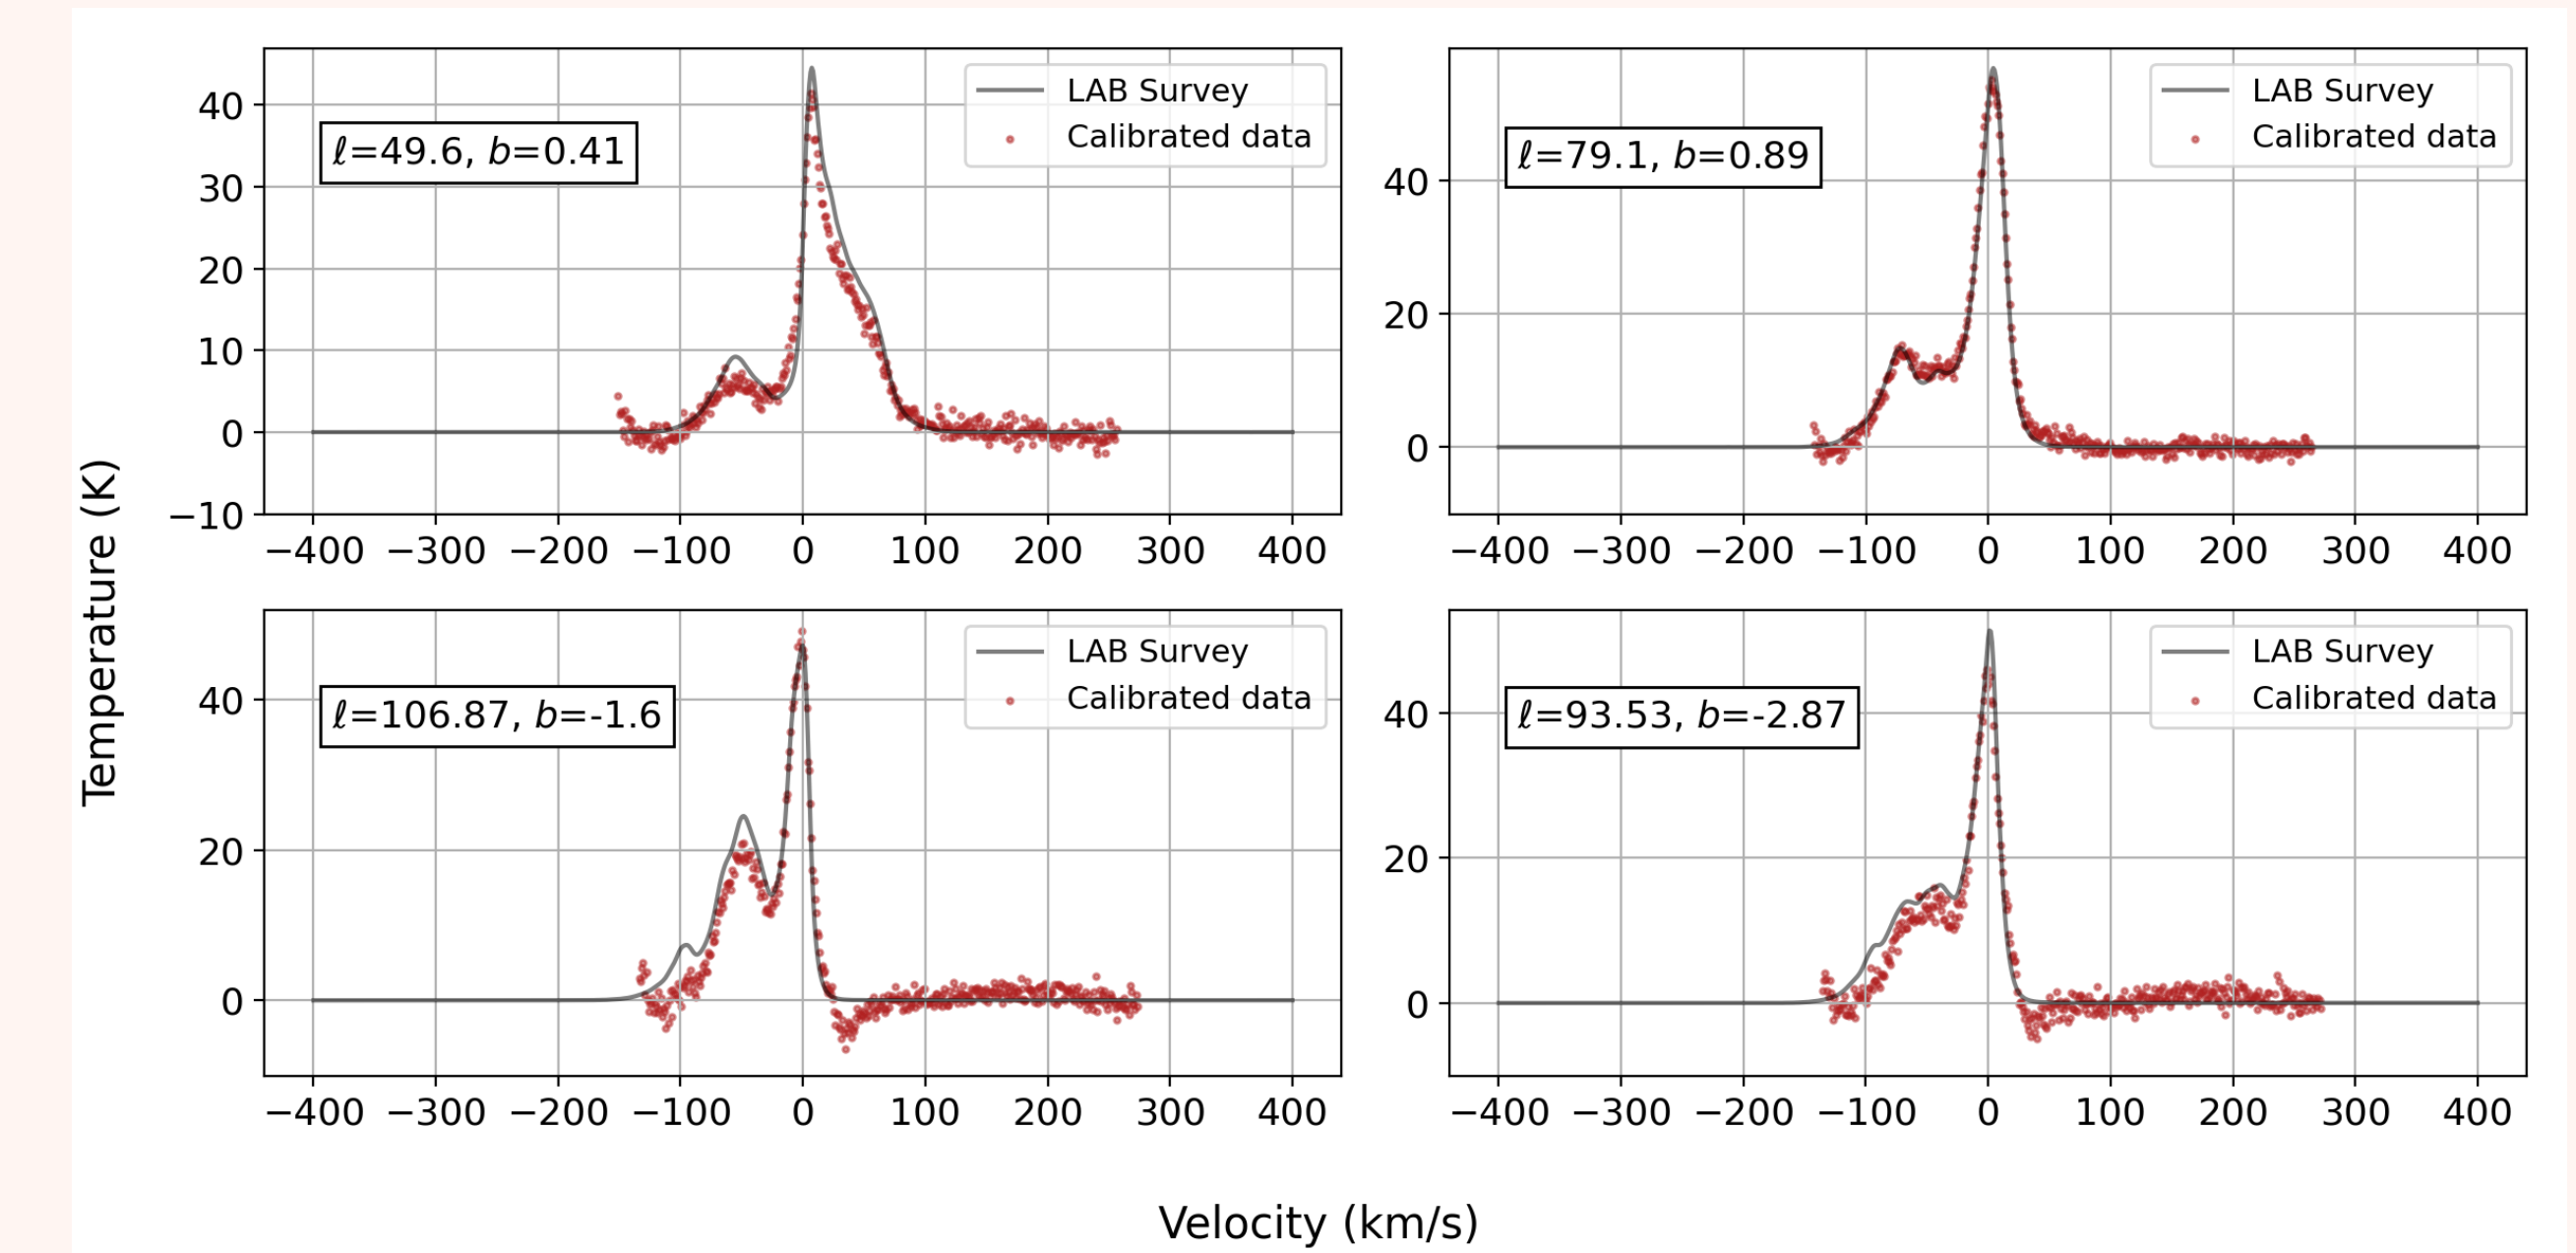 Temperature (K)
LAB Survey
Calibrated data
ℓ=49.6, b=0.41
40
30
20
10
0
−10
−400 −300 −200 −100 0 100 200 300 400
LAB Survey
Calibrated data
ℓ=79.1, b=0.89
40
20
0
−400 −300 −200 −100 0 100 200 300 400
LAB Survey
Calibrated data
ℓ=106.87, b=-1.6
40
20
0
−400 −300 −200 −100 0 100 200 300 400
LAB Survey
Calibrated data
ℓ=93.53, b=-2.87
40
20
0
−400 −300 −200 −100 0 100 200 300 400
Velocity (km/s)